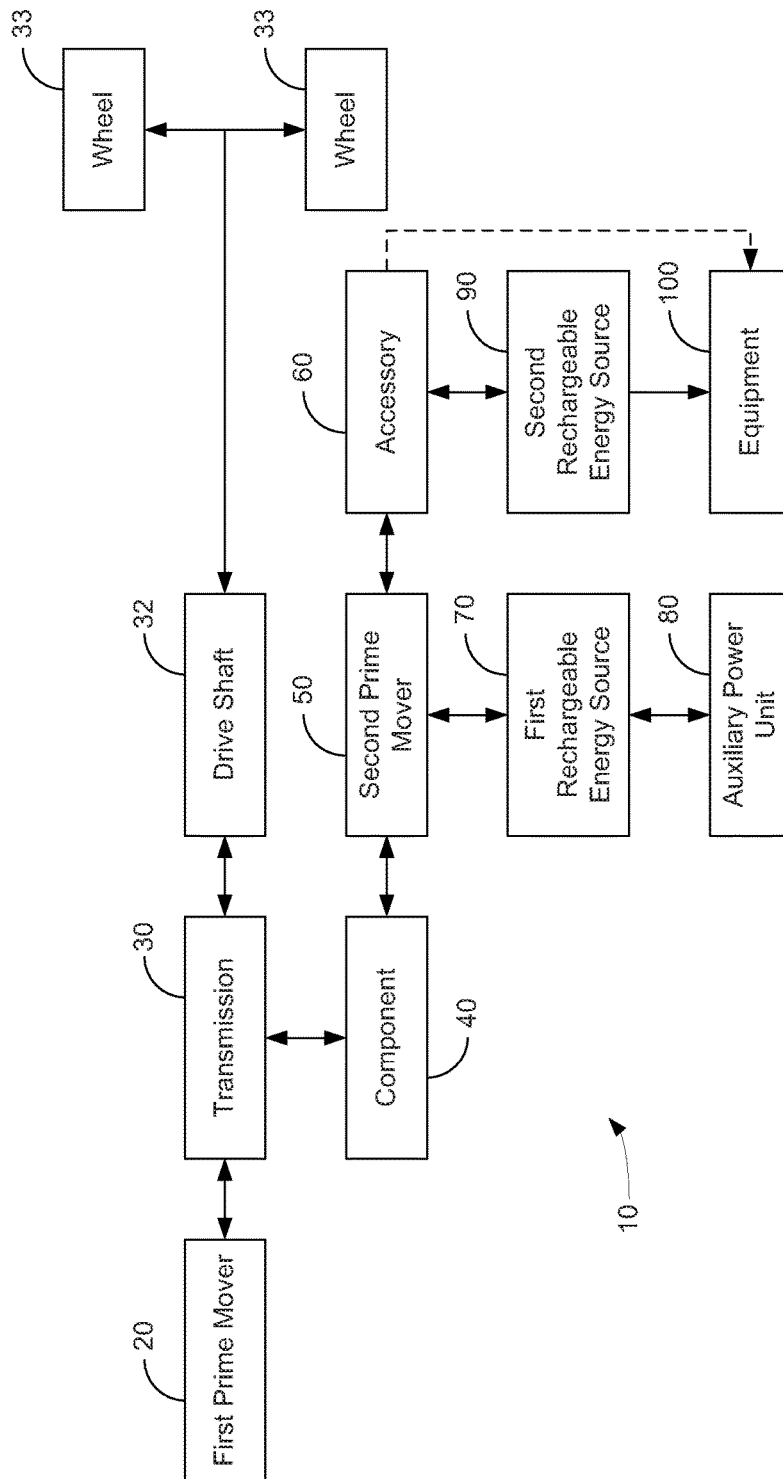 33
Wheel
33
Wheel
20
First Prime Mover
30
Transmission
32
Drive Shaft
Component
40
50
Second Prime
Mover
60
Accessory
70
First
Rechargeable
Energy Source
90
Second
Rechargeable
Energy Source
80
Auxiliary Power
Unit
100
Equipment
10